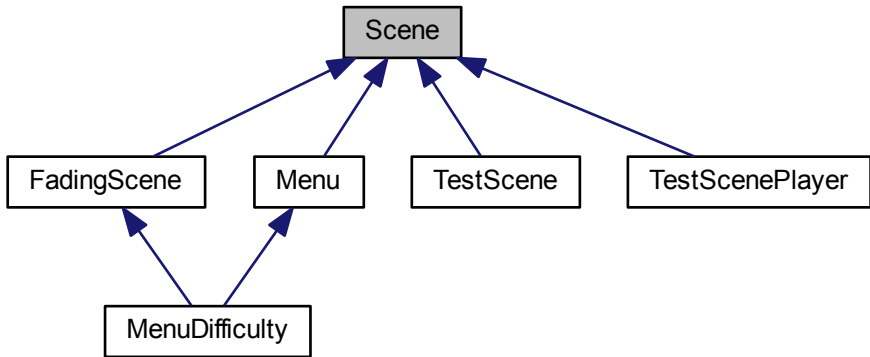 Scene
FadingScene
Menu
TestScene
TestScenePlayer
MenuDifficulty